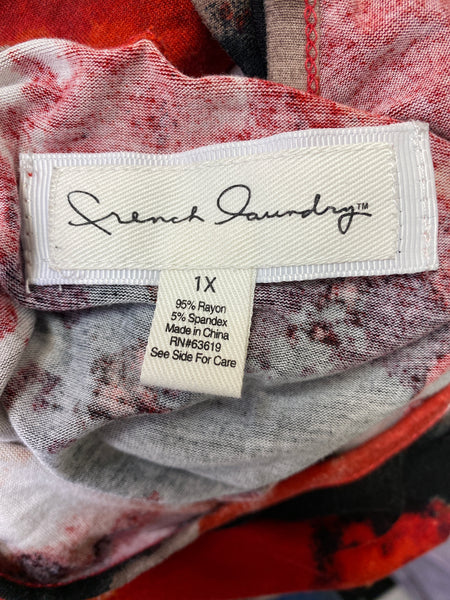 French Laundry™
1X
95% Rayon
5% Spandex
Made in China
RN#63619
See Side For Care